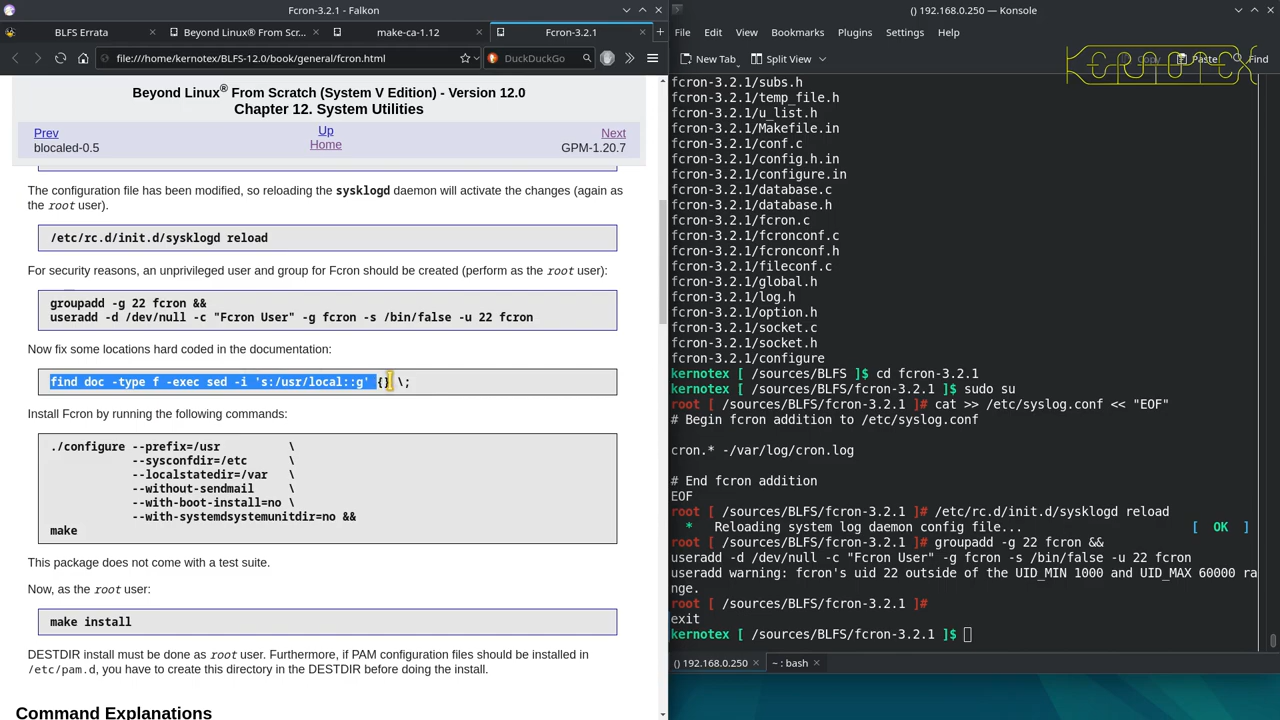 Fcron-3.2.1 - Falkon
BLFS Errata
Beyond Linux® From Scr...
make-ca-1.12
Fcron-3.2.1
file:///home/kernotex/BLFS-12.0/book/general/fcron.html
DuckDuckGo
Beyond Linux® From Scratch (System V Edition) - Version 12.0
Chapter 12. System Utilities
Prev
Up
Next
blocaled-0.5
Home
GPM-1.20.7
The configuration file has been modified, so reloading the sysklogd daemon will activate the changes (again as
the root user).
/etc/rc.d/init.d/sysklogd reload
For security reasons, an unprivileged user and group for Fcron should be created (perform as the root user):
groupadd -g 22 fcron &&
useradd -d /dev/null -c "Fcron User" -g fcron -s /bin/false -u 22 fcron
Now fix some locations hard coded in the documentation:
find doc -type f -exec sed -i 's:/usr/local::g' {} \;
Install Fcron by running the following commands:
./configure --prefix=/usr \
--sysconfdir=/etc \
--localstatedir=/var \
--without-sendmail \
--with-boot-install=no \
--with-systemdsystemunitdir=no &&
make
This package does not come with a test suite.
Now, as the root user:
make install
DESTDIR install must be done as root user. Furthermore, if PAM configuration files should be installed in
/etc/pam.d, you have to create this directory in the DESTDIR before doing the install.
Command Explanations
() 192.168.0.250 — Konsole
File Edit View Bookmarks Plugins Settings Help
New Tab
Split View
Copy
Paste
Find
KERNOTEX
fcron-3.2.1/subs.h
fcron-3.2.1/temp_file.h
fcron-3.2.1/u_list.h
fcron-3.2.1/Makefile.in
fcron-3.2.1/conf.c
fcron-3.2.1/config.h.in
fcron-3.2.1/configure.in
fcron-3.2.1/database.c
fcron-3.2.1/database.h
fcron-3.2.1/fcron.c
fcron-3.2.1/fcronconf.c
fcron-3.2.1/fcronconf.h
fcron-3.2.1/fileconf.c
fcron-3.2.1/global.h
fcron-3.2.1/log.h
fcron-3.2.1/option.h
fcron-3.2.1/socket.c
fcron-3.2.1/socket.h
fcron-3.2.1/configure
kernotex [ /sources/BLFS ]$ cd fcron-3.2.1
kernotex [ /sources/BLFS/fcron-3.2.1 ]$ sudo su
root [ /sources/BLFS/fcron-3.2.1 ]# cat >> /etc/syslog.conf << "EOF"
# Begin fcron addition to /etc/syslog.conf
cron.* -/var/log/cron.log
# End fcron addition
EOF
root [ /sources/BLFS/fcron-3.2.1 ]# /etc/rc.d/init.d/sysklogd reload
* Reloading system log daemon config file... [ OK ]
root [ /sources/BLFS/fcron-3.2.1 ]# groupadd -g 22 fcron &&
useradd -d /dev/null -c "Fcron User" -g fcron -s /bin/false -u 22 fcron
useradd warning: fcron's uid 22 outside of the UID_MIN 1000 and UID_MAX 60000 ra
nge.
root [ /sources/BLFS/fcron-3.2.1 ]#
exit
kernotex [ /sources/BLFS/fcron-3.2.1 ]$
() 192.168.0.250
~ : bash